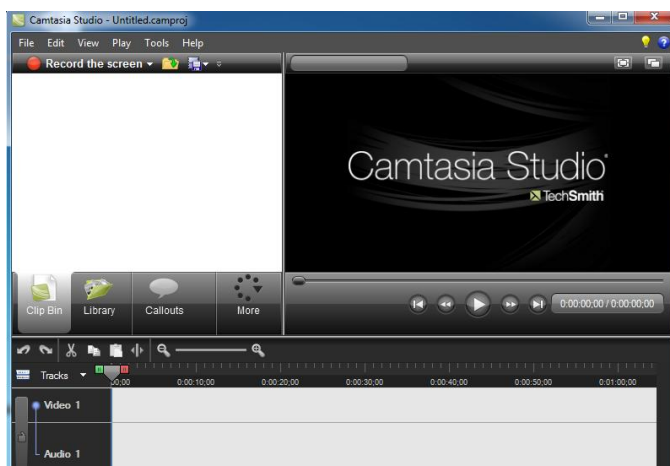 Camtasia Studio - Untitled.camproj
File Edit View Play Tools Help
Record the screen
Camtasia Studio®
TechSmith
Clip Bin Library Callouts More
0:00:00;00 / 0:00:00;00
Tracks
00;00 0:00:10;00 0:00:20;00 0:00:30;00 0:00:40;00 0:00:50;00 0:01:00;00
Video 1
Audio 1